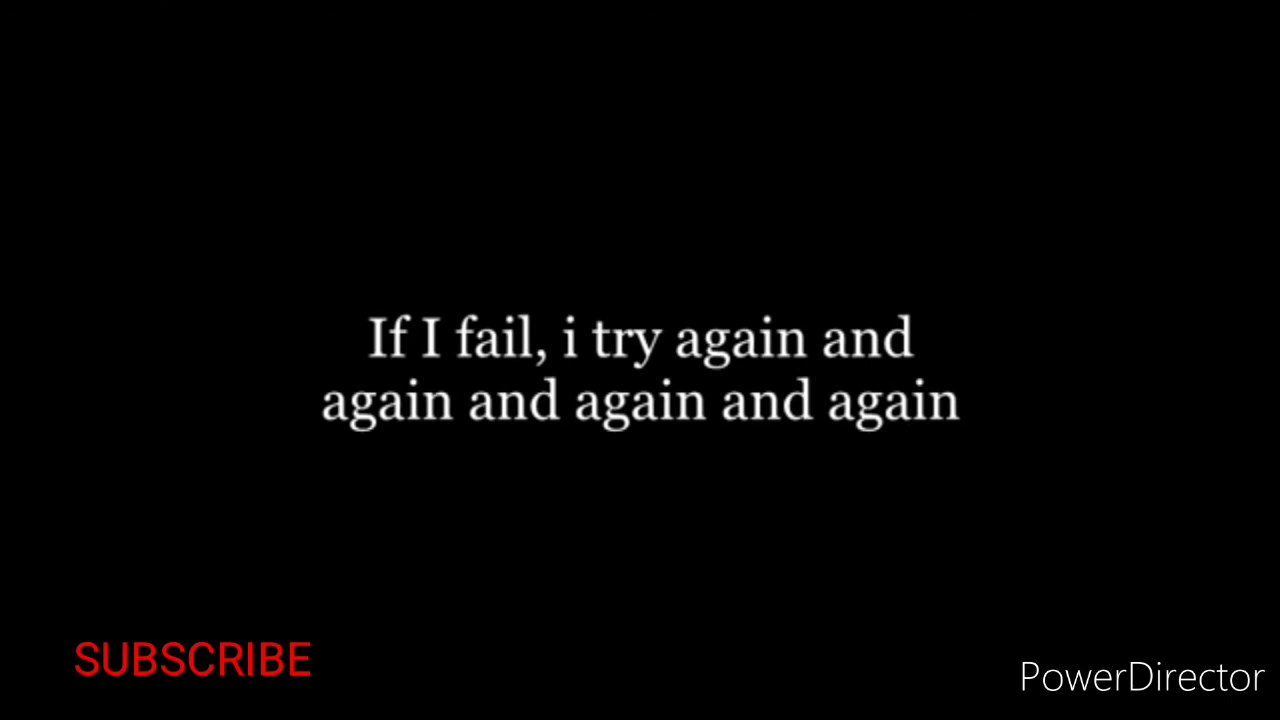 If I fail, i try again and
again and again and again
SUBSCRIBE
PowerDirector